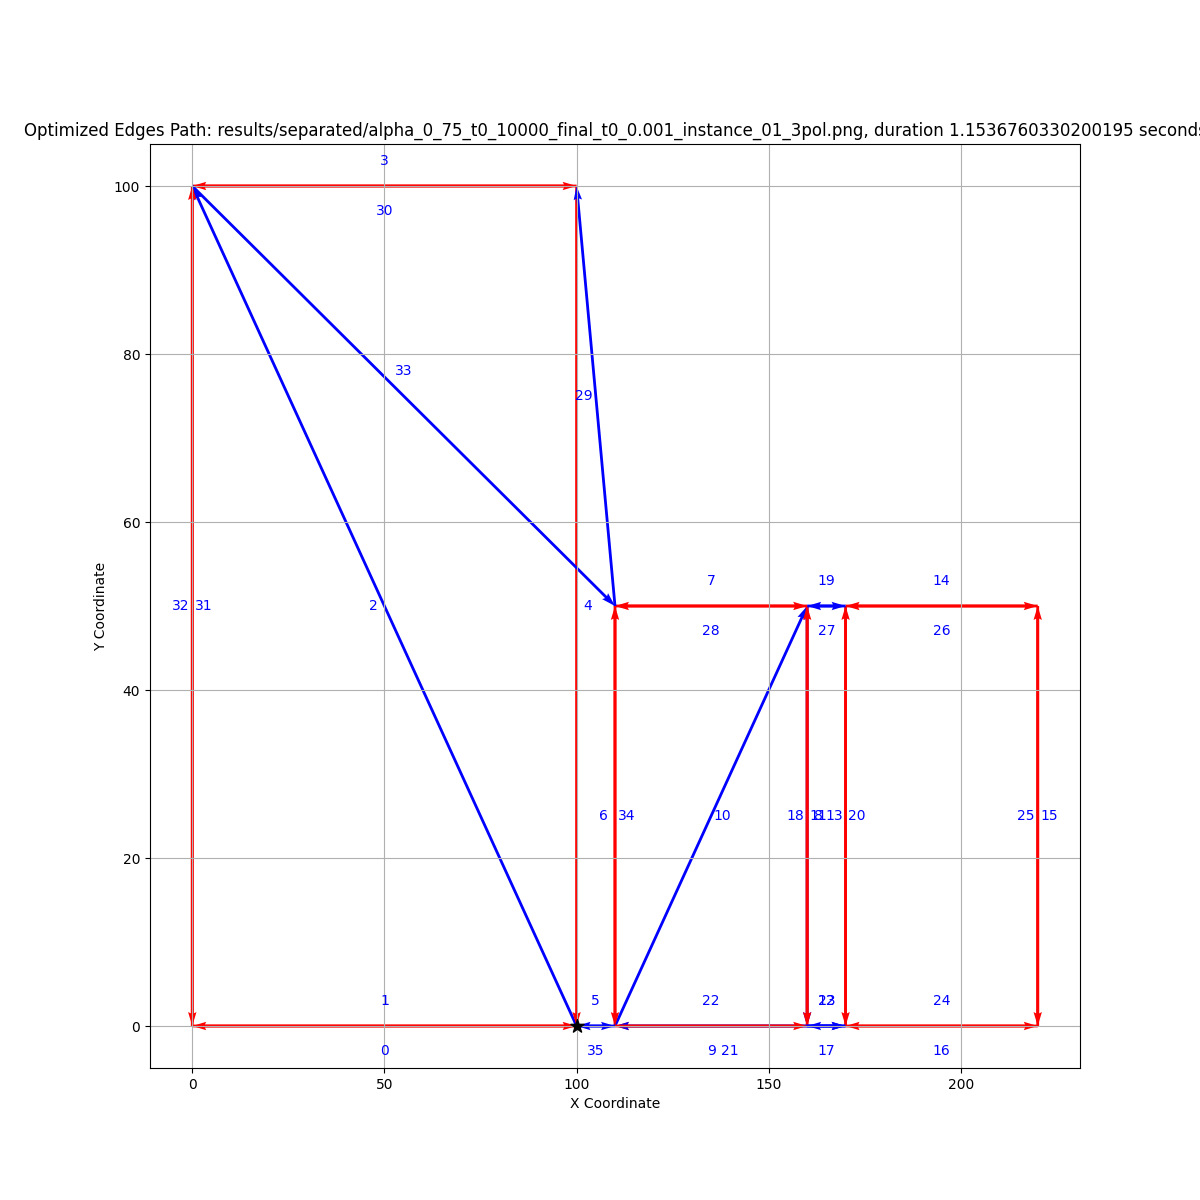 Optimized Edges Path: results/separated/alpha_0_75_t0_10000_final_t0_0.001_instance_01_3pol.png, duration 1.1536760330200195 seconds
3
100
30
80
33
29
60
7 19 14
32 31 2 4
28 27 26
40
6 34 10 18 20 25 15
20
1 5 22 24
0
0 35 9 21 17 16
0 50 100 150 200
X Coordinate
Y Coordinate